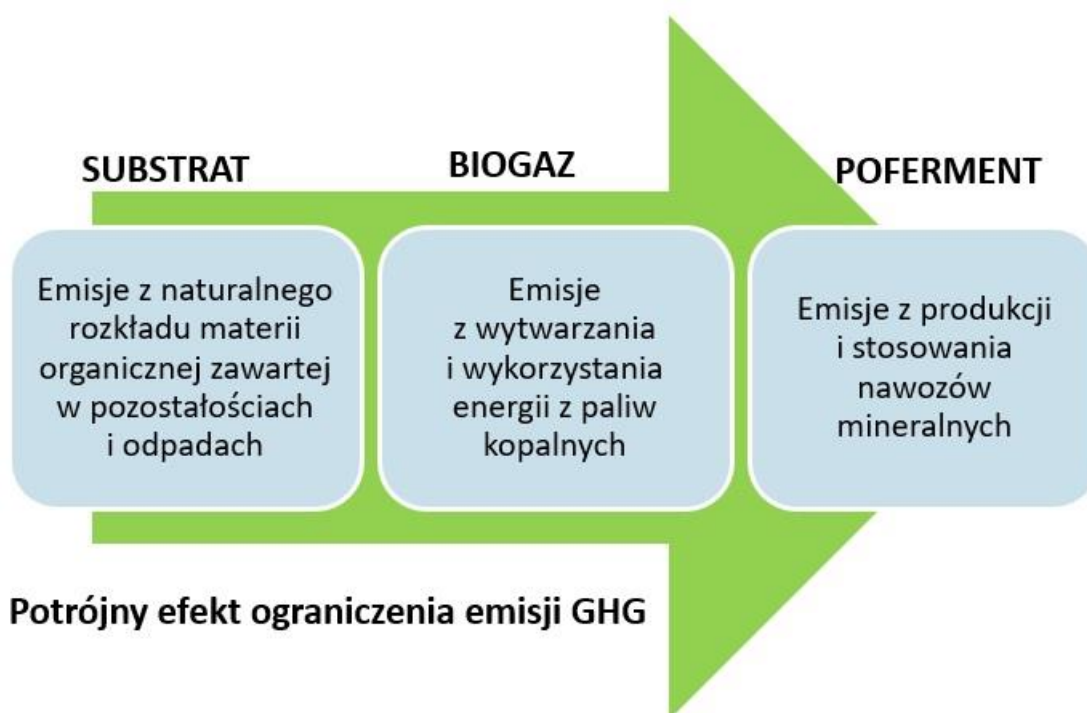 SUBSTRAT
BIOGAZ
POFERMENT
Emisje z naturalnego
rozkładu materii
organicznej zawartej
w pozostałościach
i odpadach
Emisje
z wytwarzania
i wykorzystania
energii z paliw
kopalnych
Emisje z produkcji
i stosowania
nawozów
mineralnych
Potrójny efekt ograniczenia emisji GHG